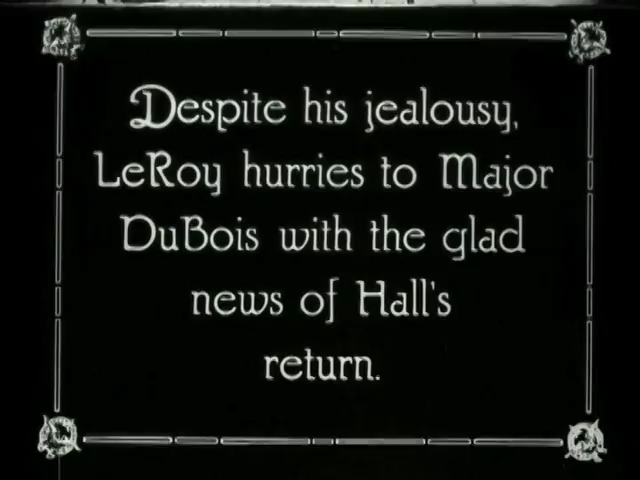 Despite his jealousy,
LeRoy hurries to Major
DuBois with the glad
news of Hall's
return.